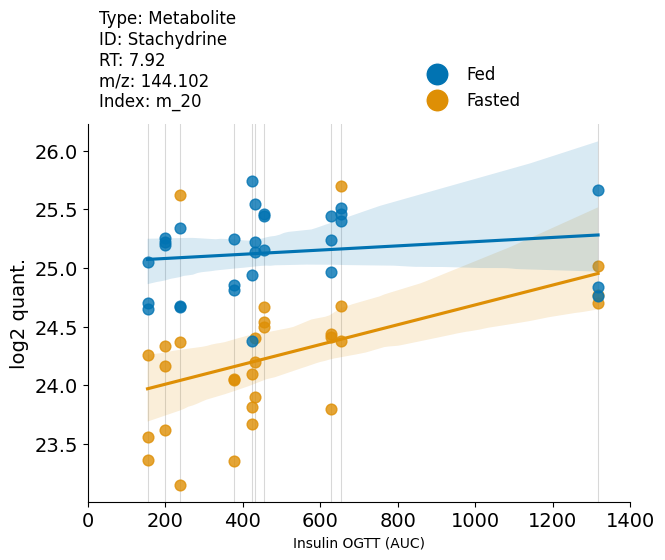 Type: Metabolite
ID: Stachydrine
RT: 7.92
m/z: 144.102
Index: m_20
Fed
Fasted
26.0
25.5
25.0
24.5
24.0
23.5
log2 quant.
0 200 400 600 800 1000 1200 1400
Insulin OGTT (AUC)